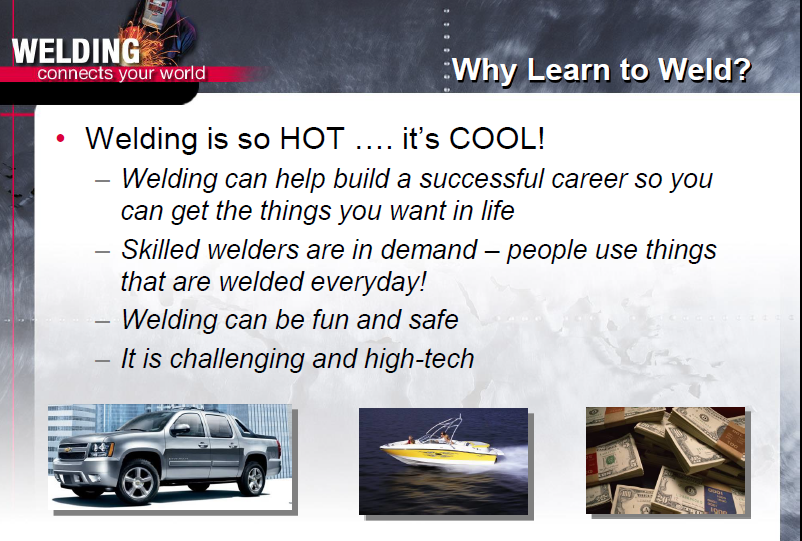 WELDING
connects your world
Why Learn to Weld?
• Welding is so HOT …. it's COOL!
– Welding can help build a successful career so you
can get the things you want in life
– Skilled welders are in demand – people use things
that are welded everyday!
– Welding can be fun and safe
– It is challenging and high-tech